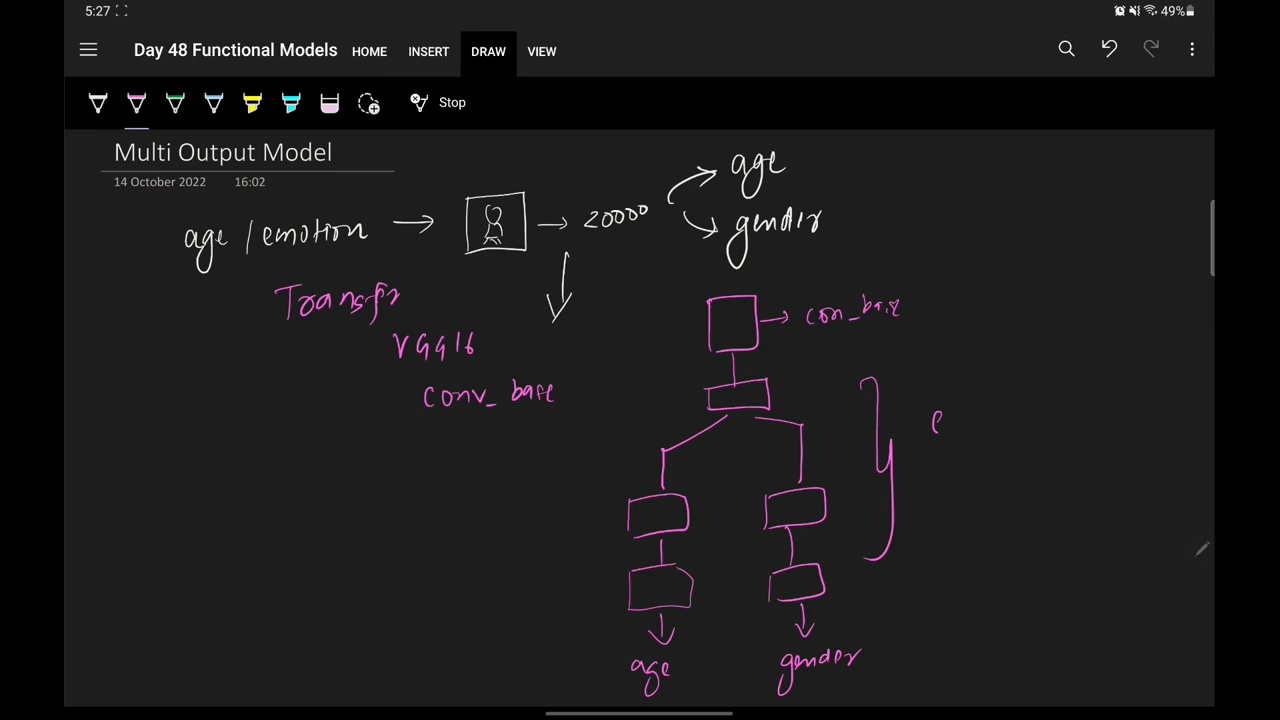 5:27 49%
Day 48 Functional Models HOME INSERT DRAW VIEW
Stop
Multi Output Model
14 October 2022 16:02
age / emotion → → 20000
age
gender
Transfr
VGG16
conv_base
→ con_base
e
age
gender